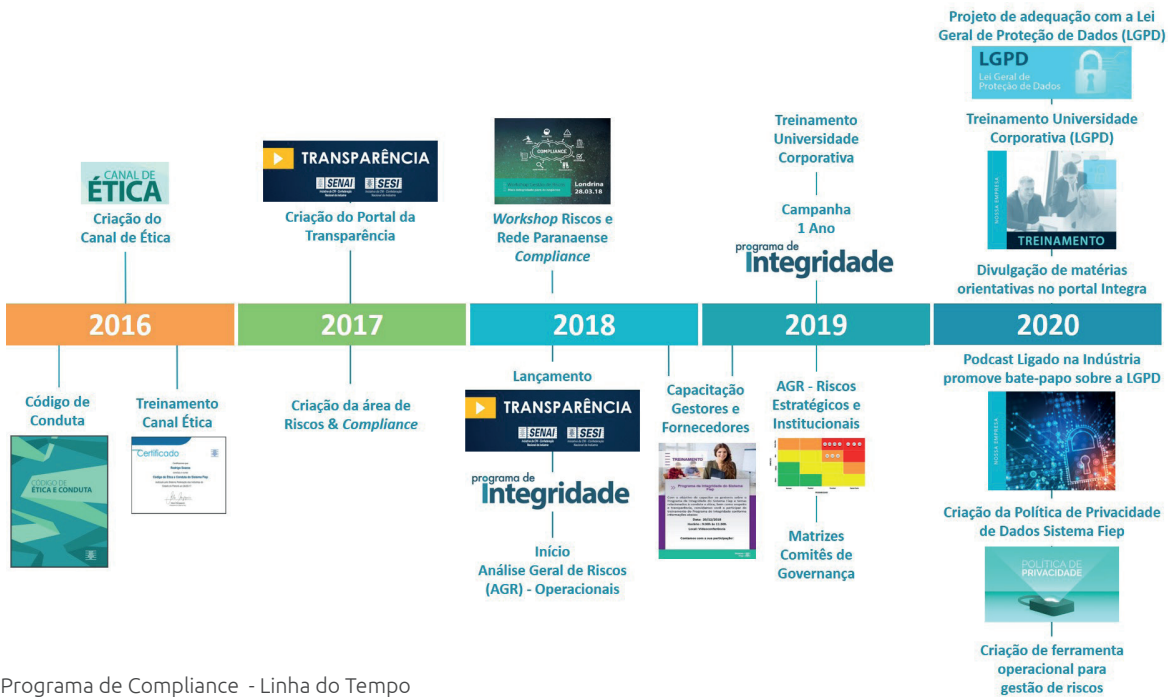 Projeto de adequação com a Lei
Geral de Proteção de Dados (LGPD)
LGPD
Lei Geral de
Proteção de Dados
Treinamento Universidade
Corporativa (LGPD)
NOSSA EMPRESA
TREINAMENTO
Divulgação de matérias
orientativas no portal Integra
Treinamento
Universidade
Corporativa
Campanha
1 Ano
programa de
integridade
COMPLIANCE
Londrina
26.03.18
Workshop Riscos e
Rede Paranaense
Compliance
TRANSPARÊNCIA
SENAI
SESI
Criação do Portal da
Transparência
CANAL DE
ÉTICA
Criação do
Canal de Ética
2016
2017
2018
2019
2020
Código de
Conduta
CÓDIGO DE
ÉTICA E CONDUTA
Treinamento
Canal Ética
Certificado
Criação da área de
Riscos & Compliance
Lançamento
TRANSPARÊNCIA
SENAI
SESI
programa de
integridade
Início
Análise Geral de Riscos
(AGR) - Operacionais
Capacitação
Gestores e
Fornecedores
TREINAMENTO
Programa de Integridade do Sistema
Fiep
AGR - Riscos
Estratégicos e
Institucionais
Matrizes
Comitês de
Governança
Podcast Ligado na Indústria
promove bate-papo sobre a LGPD
NOSSA EMPRESA
Criação da Política de Privacidade
de Dados Sistema Fiep
POLÍTICA DE
PRIVACIDADE
Criação de ferramenta
operacional para
gestão de riscos
Programa de Compliance - Linha do Tempo